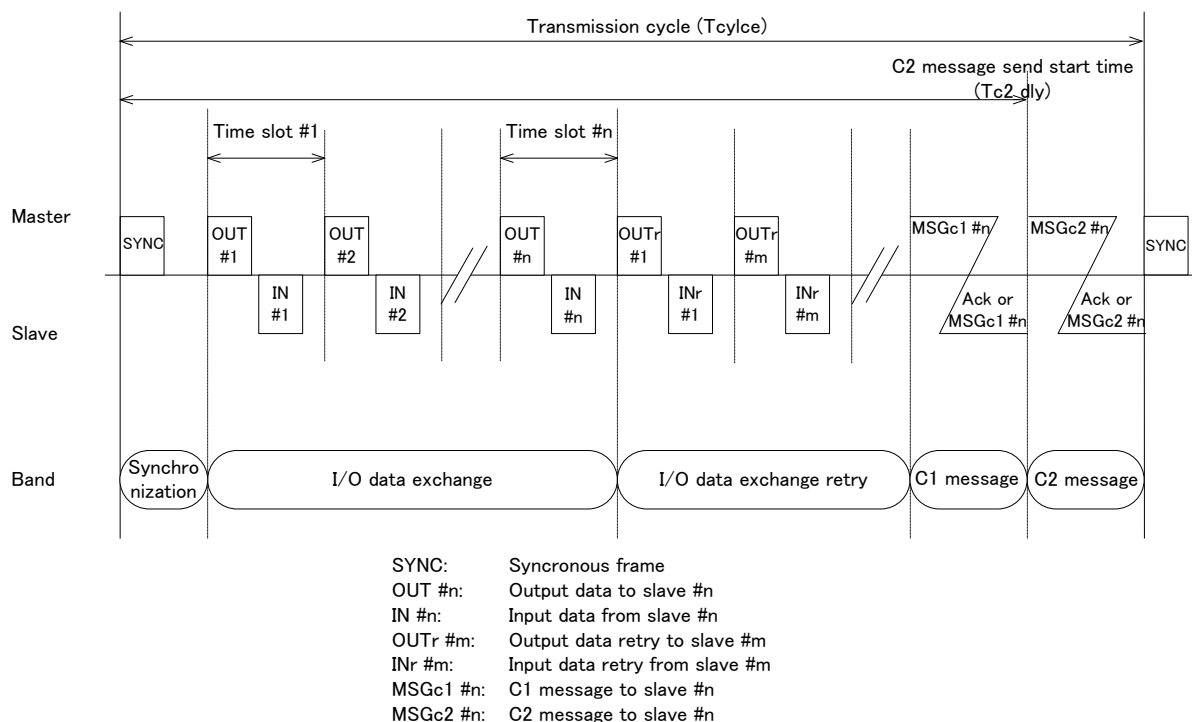 Transmission cycle (Tcylce)
C2 message send start time
(Tc2 dly)
Time slot #1
Time slot #n
Master
SYNC
OUT
#1
OUT
#2
OUT
#n
OUTr
#1
OUTr
#m
MSGc1 #n
MSGc2 #n
SYNC
IN
#1
IN
#2
IN
#n
INr
#1
INr
#m
Ack or
MSGc1 #n
Ack or
MSGc2 #n
Slave
Band
Synchro
nization
I/O data exchange
I/O data exchange retry
C1 message
C2 message
SYNC: Syncronous frame
OUT #n: Output data to slave #n
IN #n: Input data from slave #n
OUTr #m: Output data retry to slave #m
INr #m: Input data retry from slave #m
MSGc1 #n: C1 message to slave #n
MSGc2 #n: C2 message to slave #n